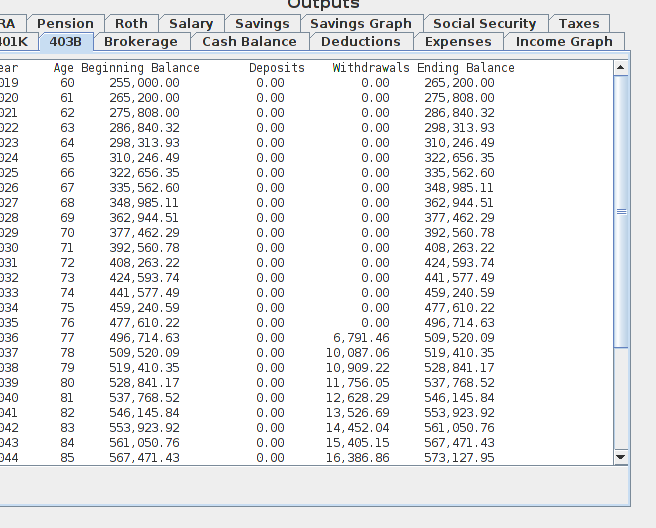 Outputs
RA Pension Roth Salary Savings Savings Graph Social Security Taxes
401K 403B Brokerage Cash Balance Deductions Expenses Income Graph
ear Age Beginning Balance Deposits Withdrawals Ending Balance
019 60 255,000.00 0.00 0.00 265,200.00
020 61 265,200.00 0.00 0.00 275,808.00
021 62 275,808.00 0.00 0.00 286,840.32
022 63 286,840.32 0.00 0.00 298,313.93
023 64 298,313.93 0.00 0.00 310,246.49
024 65 310,246.49 0.00 0.00 322,656.35
025 66 322,656.35 0.00 0.00 335,562.60
026 67 335,562.60 0.00 0.00 348,985.11
027 68 348,985.11 0.00 0.00 362,944.51
028 69 362,944.51 0.00 0.00 377,462.29
029 70 377,462.29 0.00 0.00 392,560.78
030 71 392,560.78 0.00 0.00 408,263.22
031 72 408,263.22 0.00 0.00 424,593.74
032 73 424,593.74 0.00 0.00 441,577.49
033 74 441,577.49 0.00 0.00 459,240.59
034 75 459,240.59 0.00 0.00 477,610.22
035 76 477,610.22 0.00 0.00 496,714.63
036 77 496,714.63 0.00 6,791.46 509,520.09
037 78 509,520.09 0.00 10,087.06 519,410.35
038 79 519,410.35 0.00 10,909.22 528,841.17
039 80 528,841.17 0.00 11,756.05 537,768.52
040 81 537,768.52 0.00 12,628.29 546,145.84
041 82 546,145.84 0.00 13,526.69 553,923.92
042 83 553,923.92 0.00 14,452.04 561,050.76
043 84 561,050.76 0.00 15,405.15 567,471.43
044 85 567,471.43 0.00 16,386.86 573,127.95